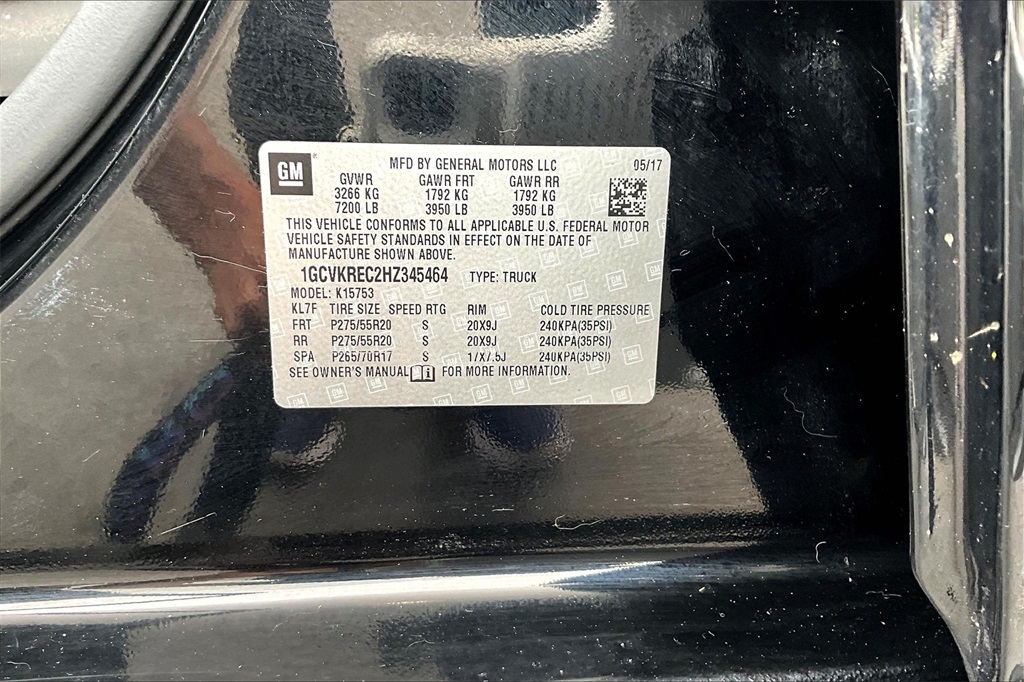 GM
MFD BY GENERAL MOTORS LLC 05/17
GVWR GAWR FRT GAWR RR
3266 KG 1792 KG 1792 KG
7200 LB 3950 LB 3950 LB
THIS VEHICLE CONFORMS TO ALL APPLICABLE U.S. FEDERAL MOTOR
VEHICLE SAFETY STANDARDS IN EFFECT ON THE DATE OF
MANUFACTURE SHOWN ABOVE.
1GCVKREC2HZ345464 TYPE: TRUCK
MODEL: K15753
KL7F TIRE SIZE SPEED RTG RIM COLD TIRE PRESSURE
FRT P275/55R20 S 20X9J 240KPA(35PSI)
RR P275/55R20 S 20X9J 240KPA(35PSI)
SPA P265/70R17 S 17X7.5J 240KPA(35PSI)
SEE OWNER'S MANUAL FOR MORE INFORMATION.